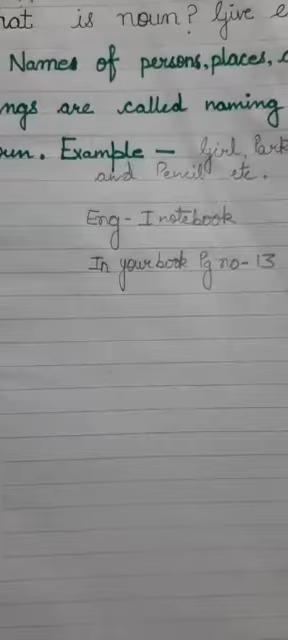 hat is noun? Give e
Names of persons, places,
ngs are called naming
oun. Example — Girl, Park
and Pencil etc.
Eng - I notebook
In your book Pg no - 13